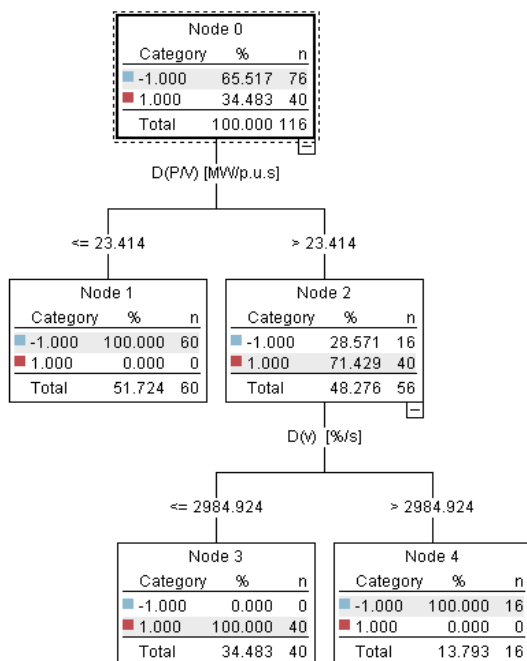 Node 0
Category % n
-1.000 65.517 76
1.000 34.483 40
Total 100.000 116
D(P/V) [MW/p.u.s]
<= 23.414 > 23.414
Node 1
Category % n
-1.000 100.000 60
1.000 0.000 0
Total 51.724 60
Node 2
Category % n
-1.000 28.571 16
1.000 71.429 40
Total 48.276 56
D(v) [%/s]
<= 2984.924 > 2984.924
Node 3
Category % n
-1.000 0.000 0
1.000 100.000 40
Total 34.483 40
Node 4
Category % n
-1.000 100.000 16
1.000 0.000 0
Total 13.793 16